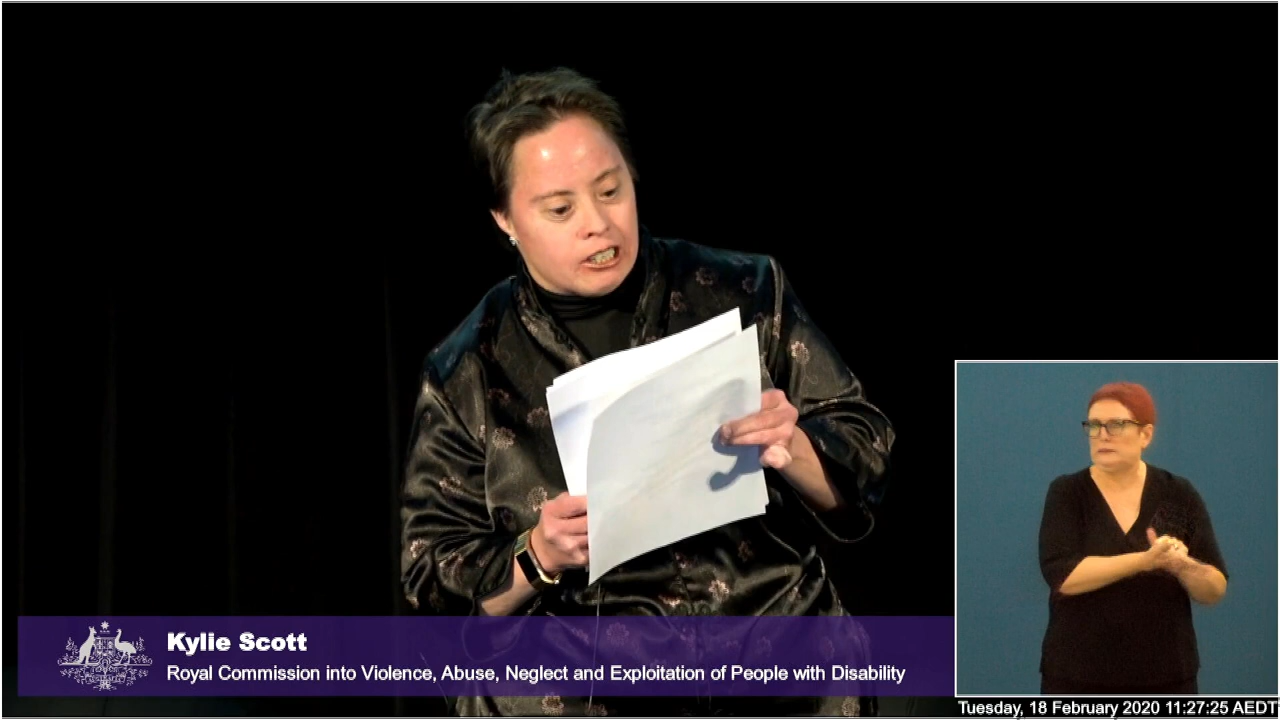 Kylie Scott
Royal Commission into Violence, Abuse, Neglect and Exploitation of People with Disability
Tuesday, 18 February 2020 11:27:25 AEDT